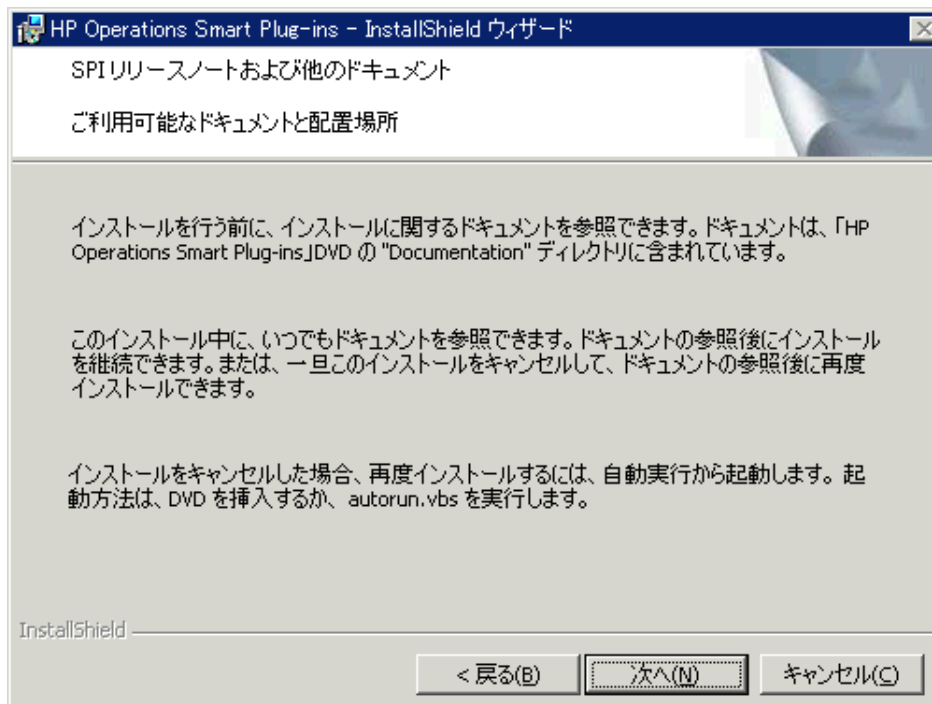 HP Operations Smart Plug-ins - InstallShield ウィザード
SPI リリースノートおよび他のドキュメント
ご利用可能なドキュメントと配置場所
インストールを行う前に、インストールに関するドキュメントを参照できます。ドキュメントは、「HP
Operations Smart Plug-ins」DVD の "Documentation" ディレクトリに含まれています。
このインストール中に、いつでもドキュメントを参照できます。ドキュメントの参照後にインストール
を継続できます。または、一旦このインストールをキャンセルして、ドキュメントの参照後に再度
インストールできます。
インストールをキャンセルした場合、再度インストールするには、自動実行から起動します。起
動方法は、DVD を挿入するか、autorun.vbs を実行します。
InstallShield
< 戻る(B)
次へ(N)
キャンセル(C)